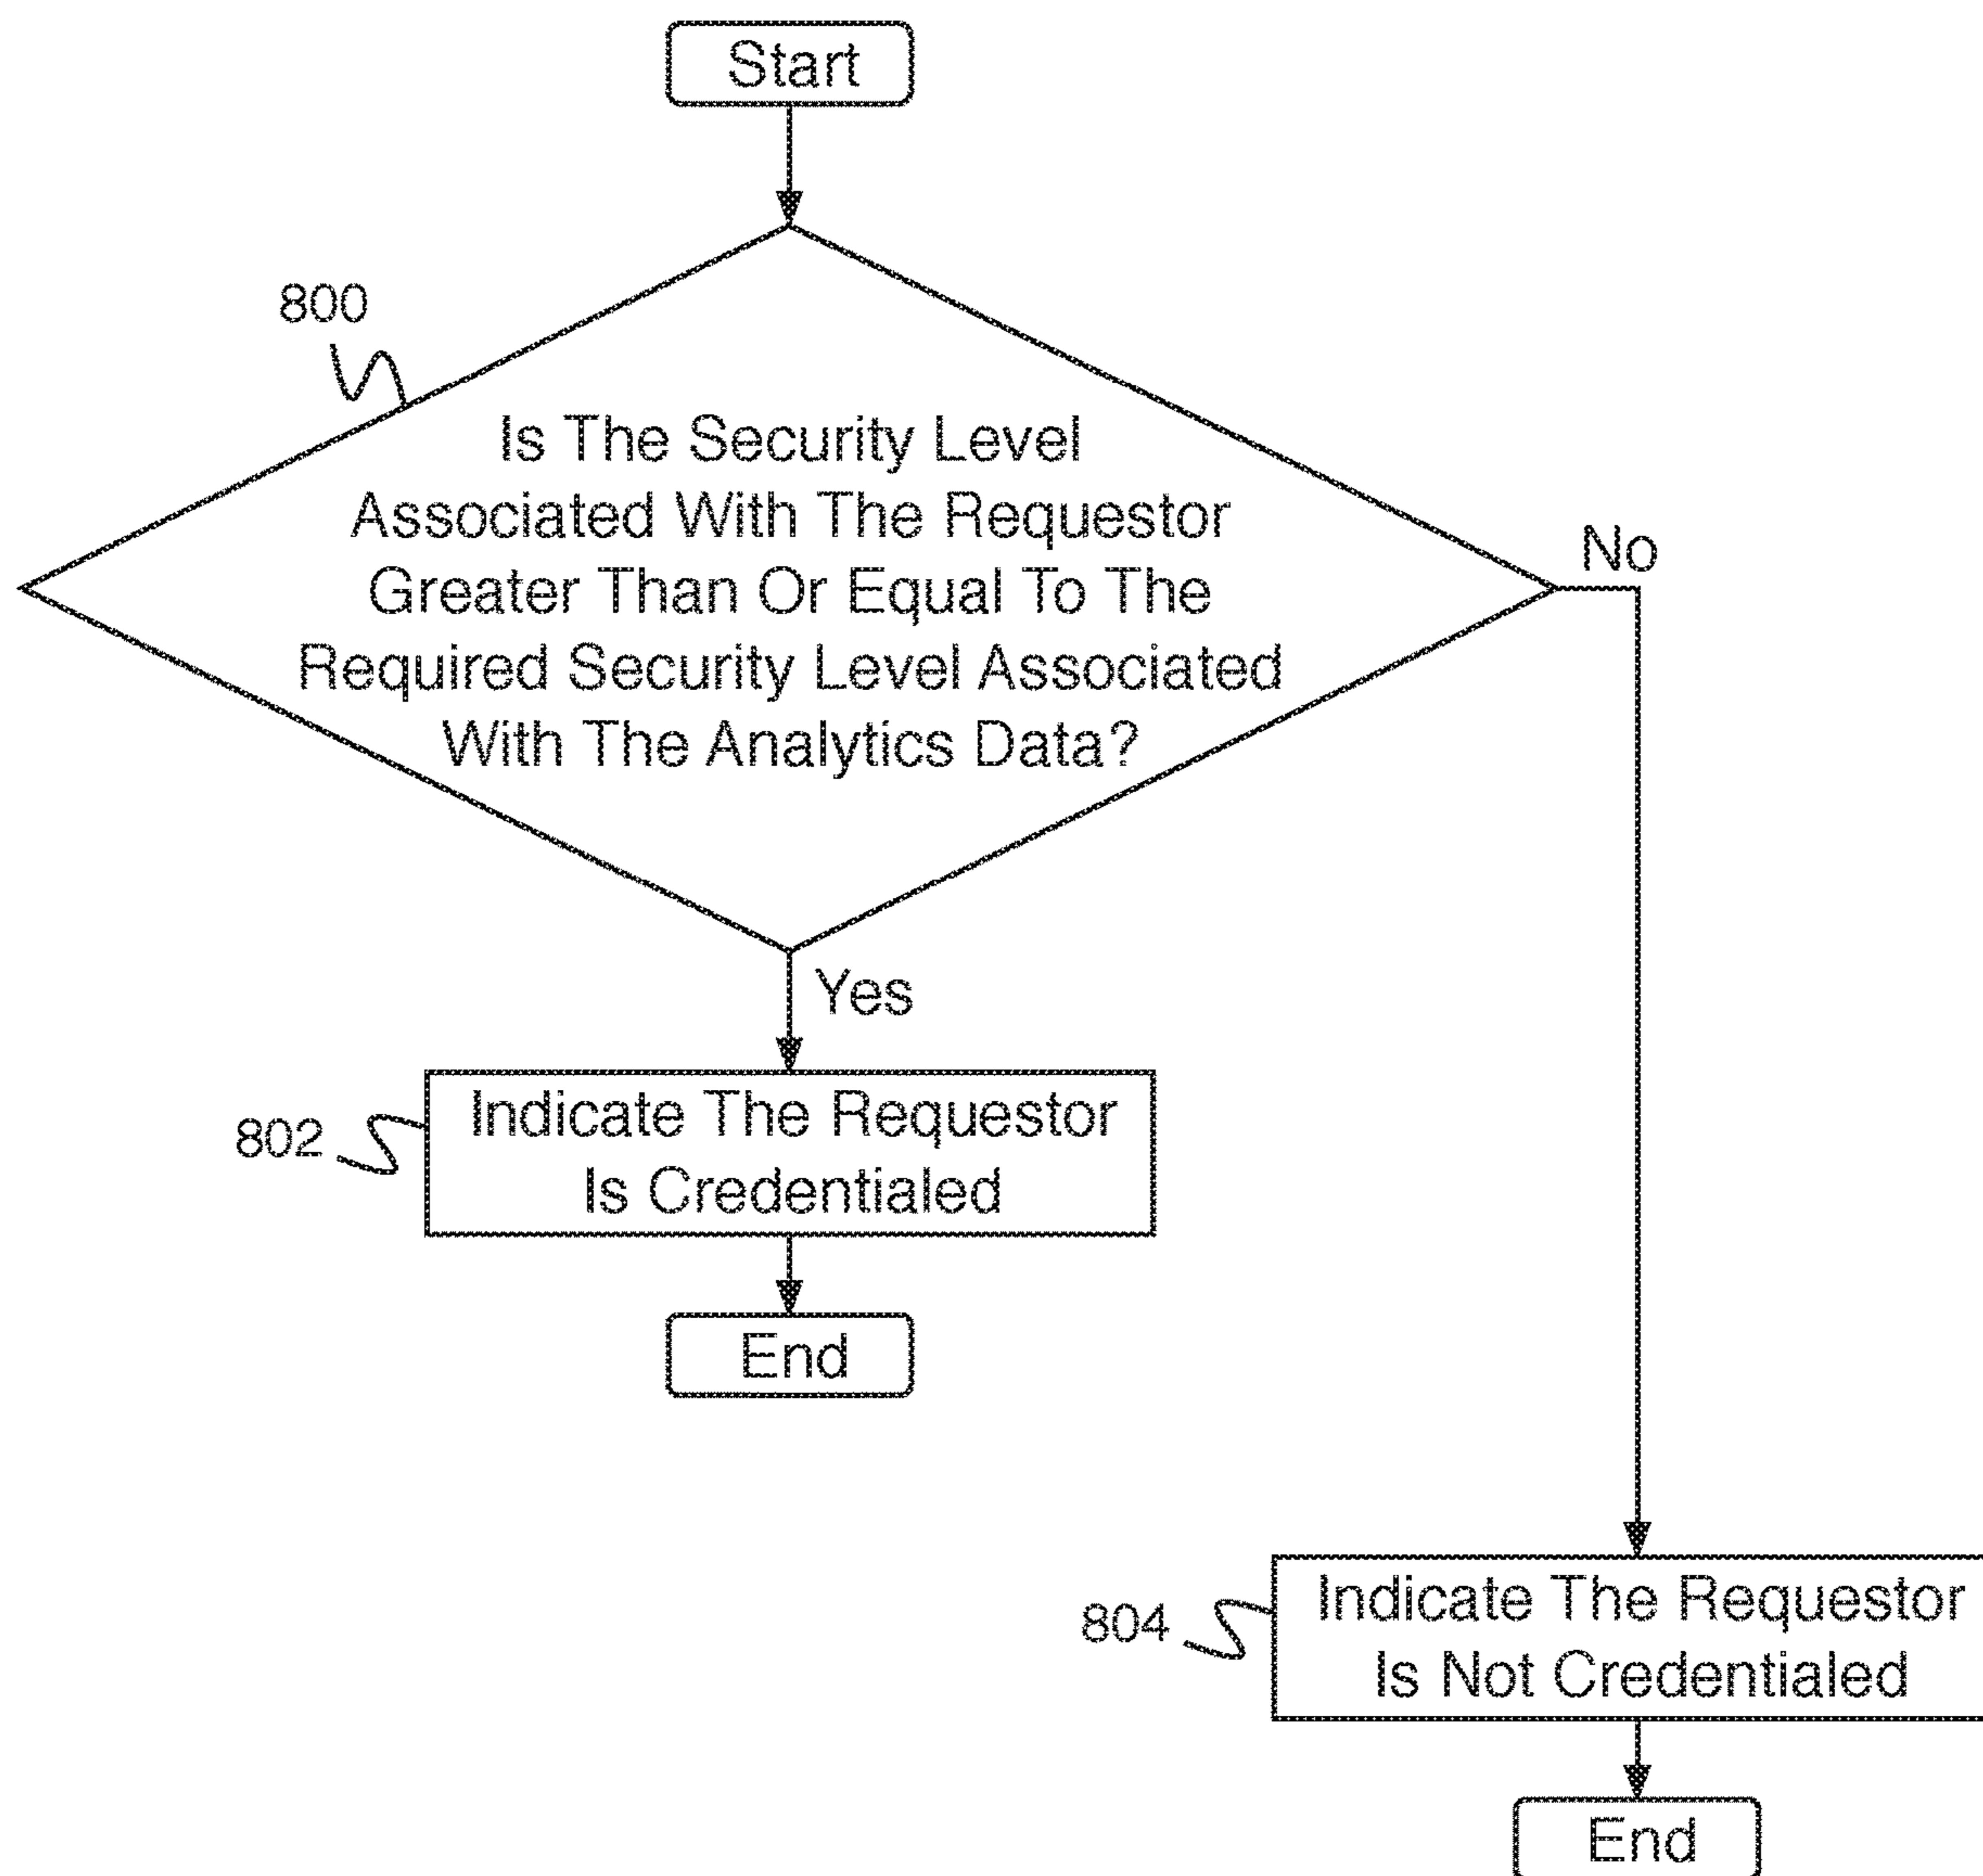 Start
800
Is The Security Level
Associated With The Requestor
Greater Than Or Equal To The
Required Security Level Associated
With The Analytics Data?
No
Yes
802
Indicate The Requestor
Is Credentialed
End
804
Indicate The Requestor
Is Not Credentialed
End